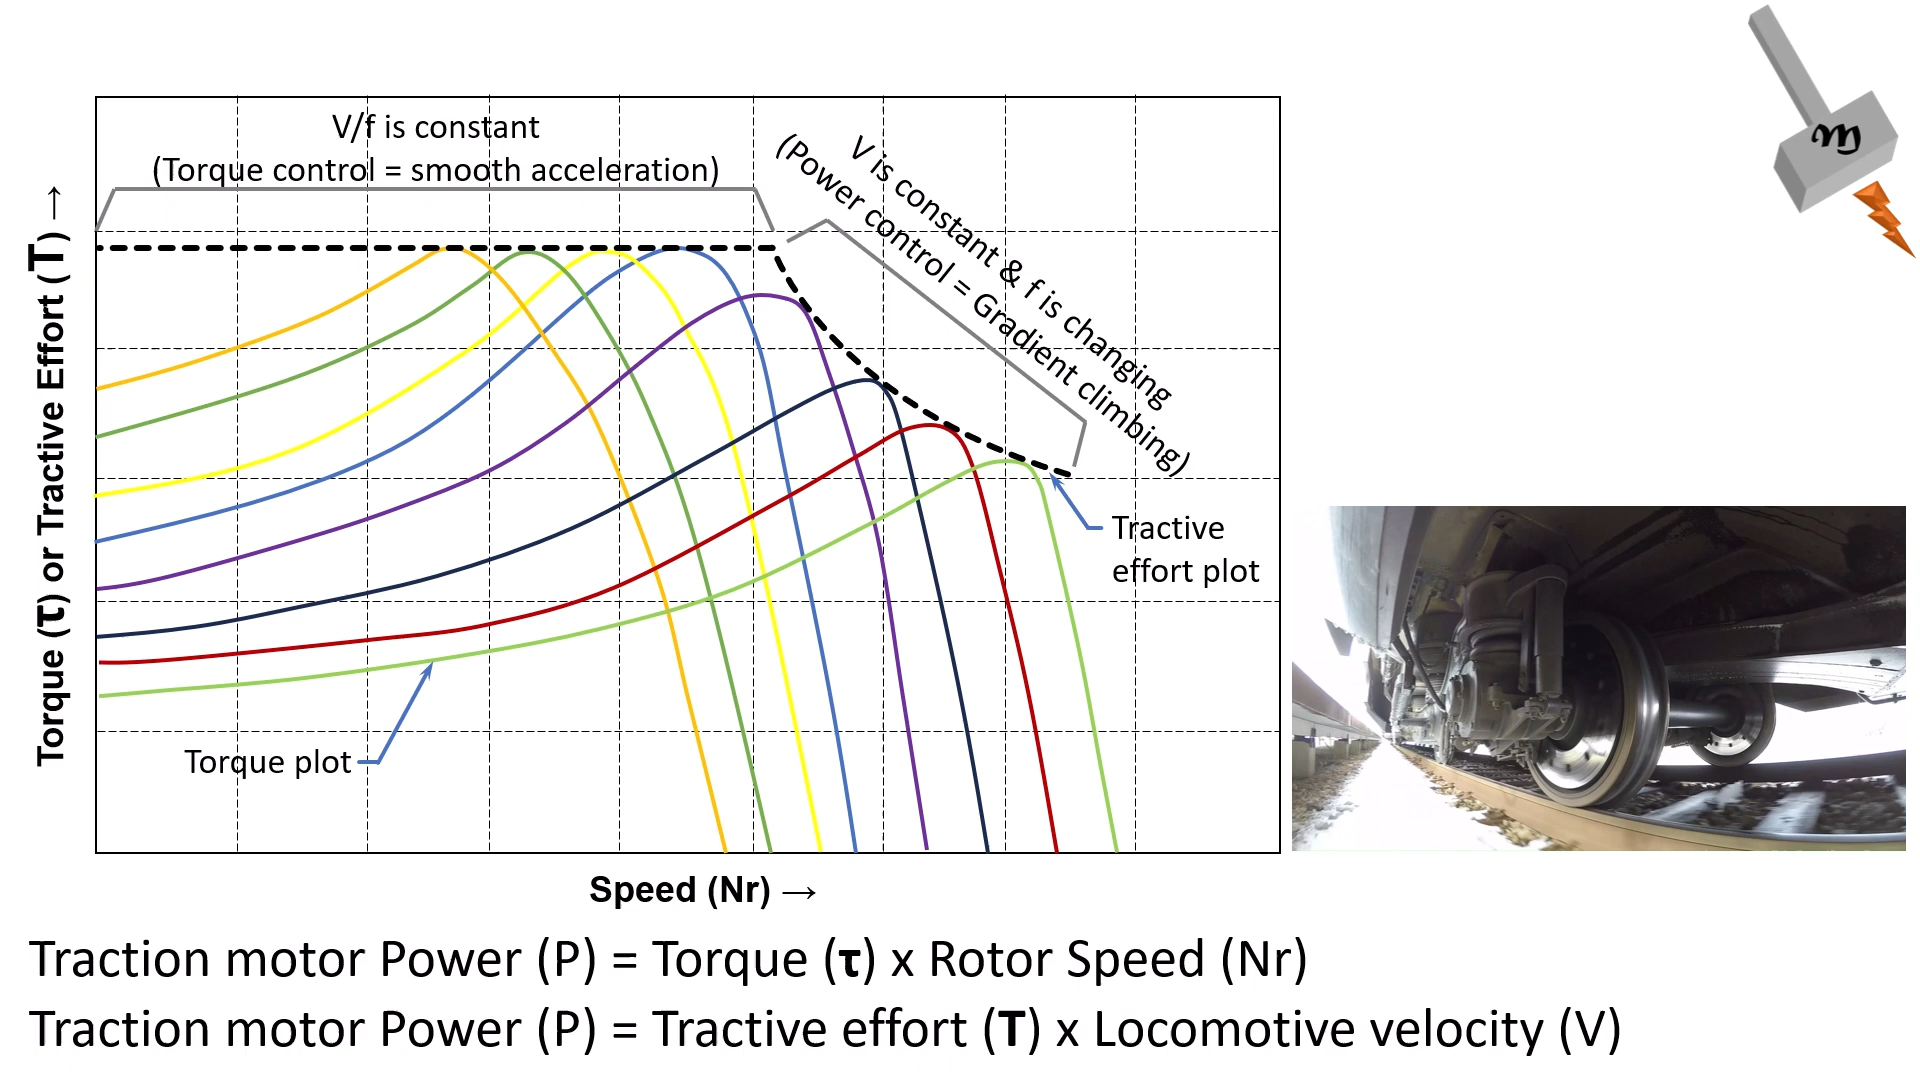 V/f is constant
(Torque control = smooth acceleration)
V is constant & f is changing
(Power control = Gradient climbing)
Torque (τ) or Tractive Effort (T) →
Tractive
effort plot
Torque plot
Speed (Nr) →
Traction motor Power (P) = Torque (τ) x Rotor Speed (Nr)
Traction motor Power (P) = Tractive effort (T) x Locomotive velocity (V)